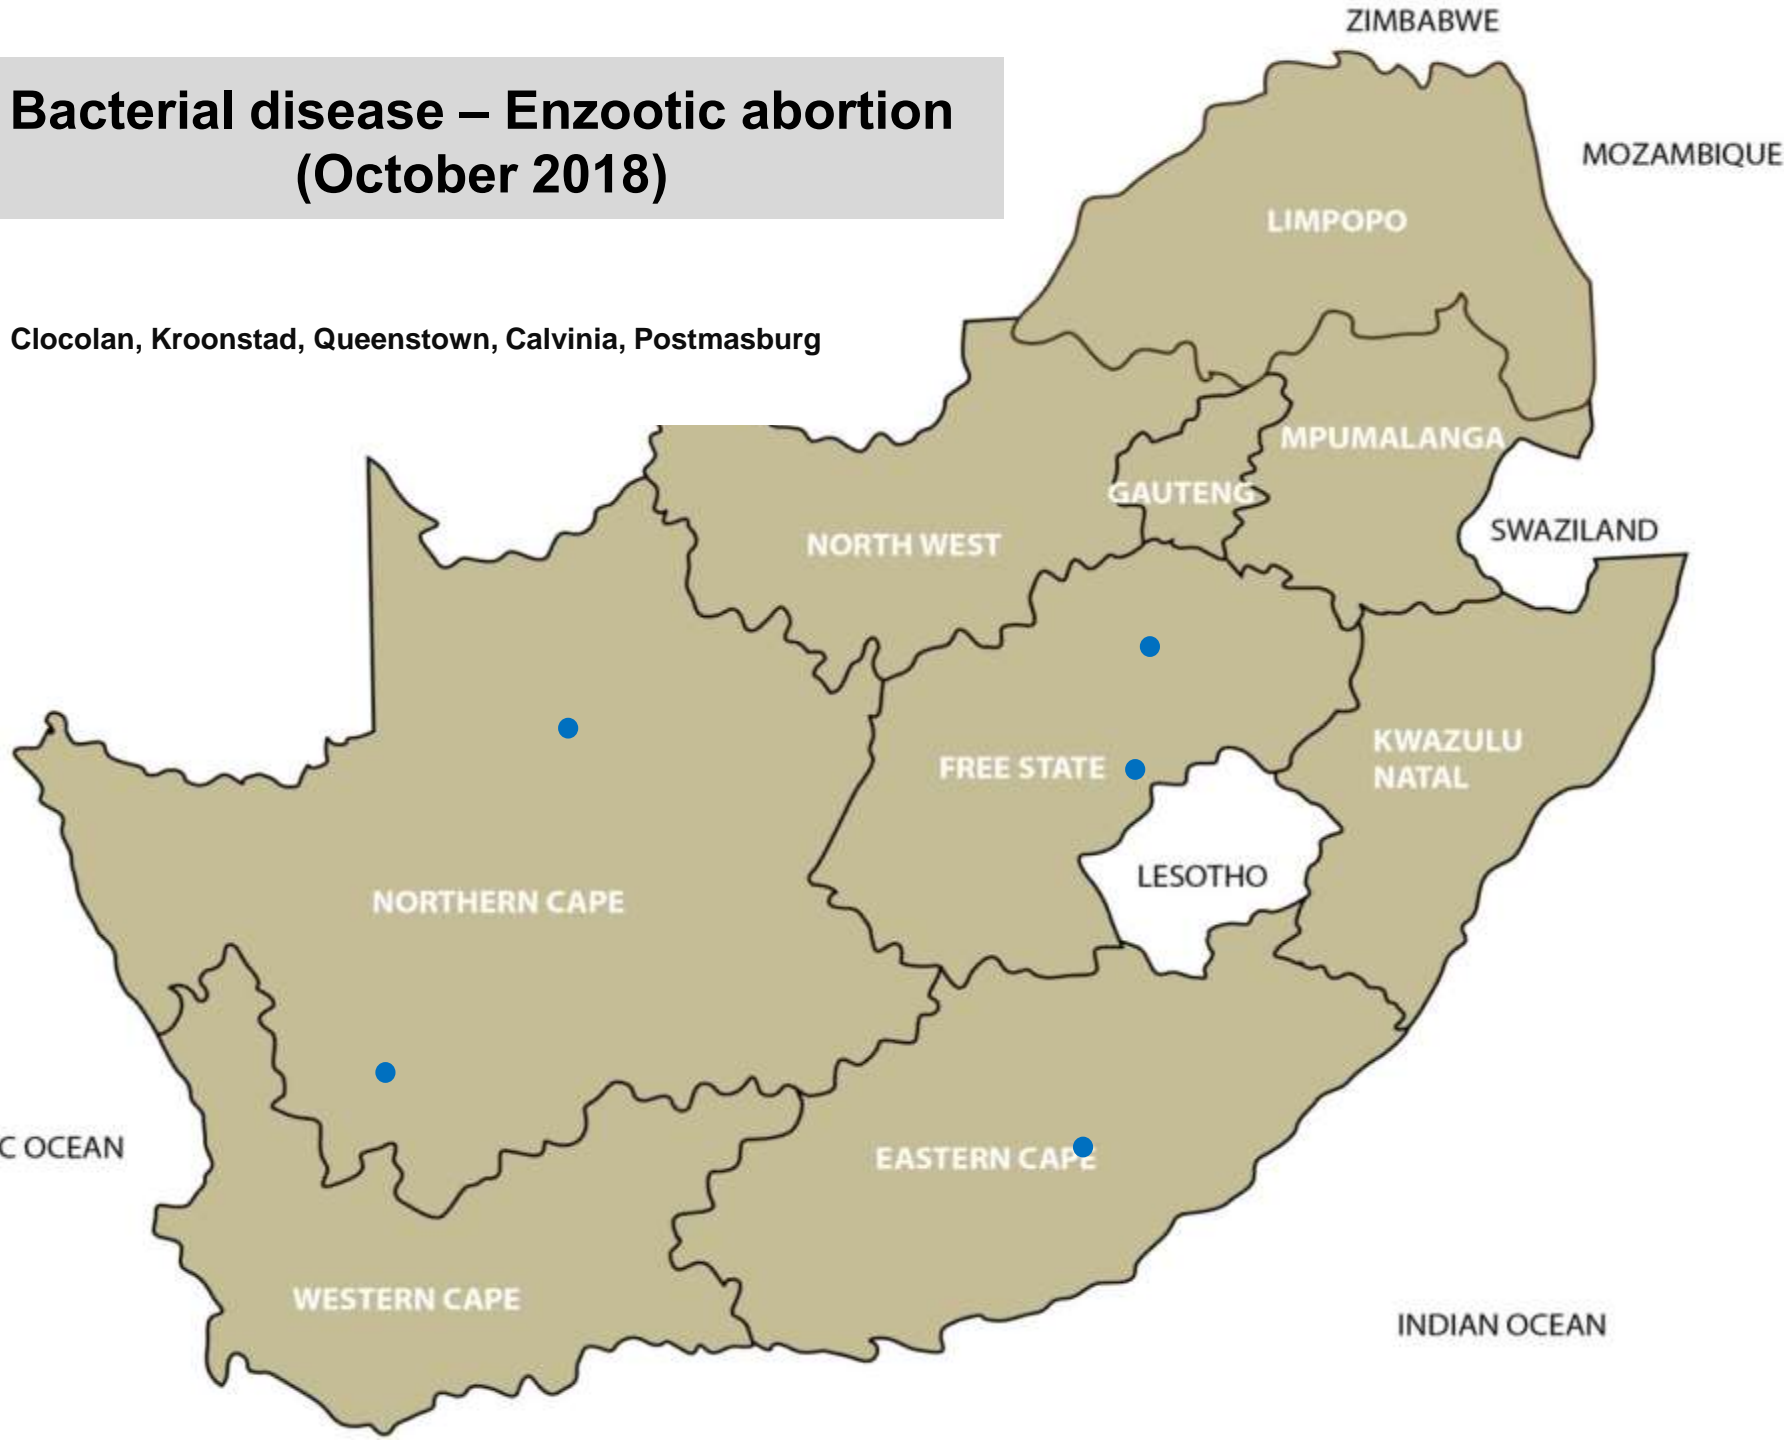 ZIMBABWE
Bacterial disease – Enzootic abortion
(October 2018)
MOZAMBIQUE
LIMPOPO
Clocolan, Kroonstad, Queenstown, Calvinia, Postmasburg
MPUMALANGA
GAUTENG
SWAZILAND
NORTH WEST
KWAZULU
NATAL
FREE STATE
LESOTHO
NORTHERN CAPE
C OCEAN
EASTERN CAPE
WESTERN CAPE
INDIAN OCEAN